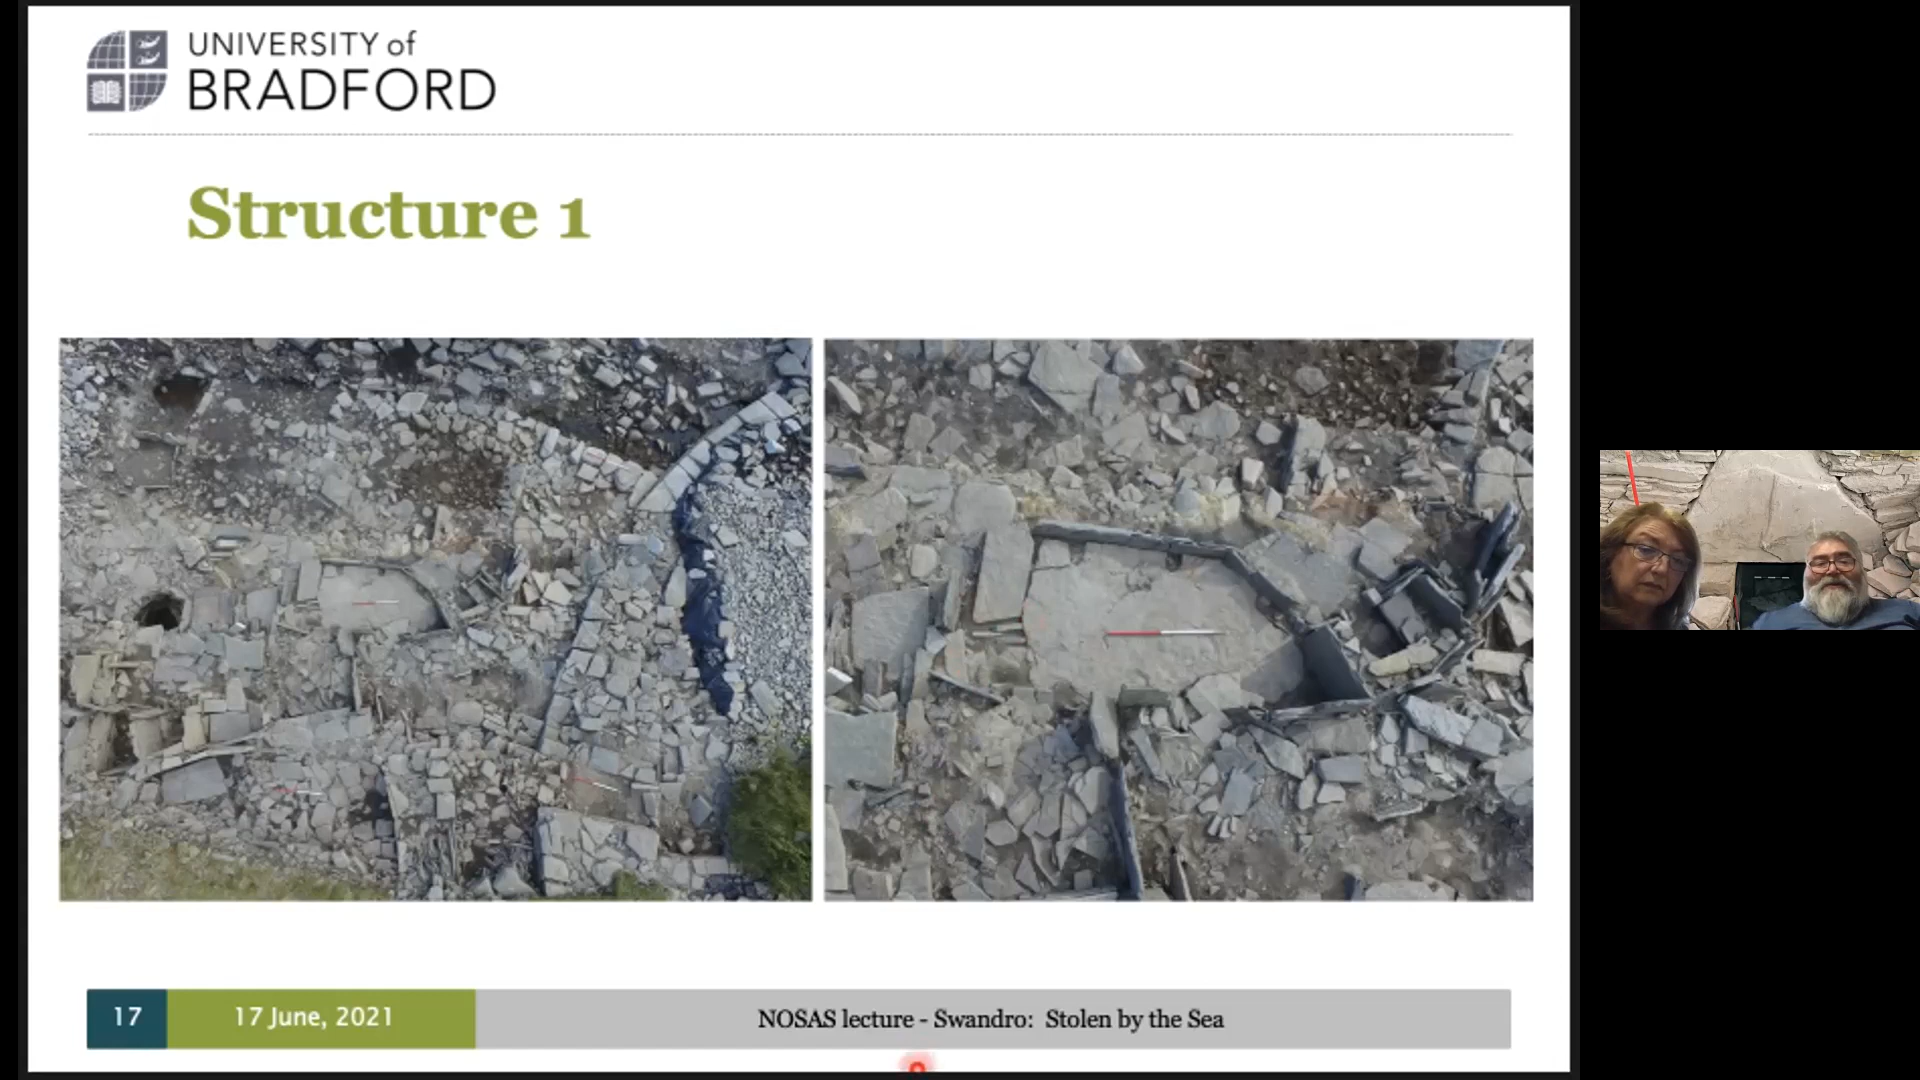 UNIVERSITY of
BRADFORD
Structure 1
17
17 June, 2021
NOSAS lecture - Swandro: Stolen by the Sea